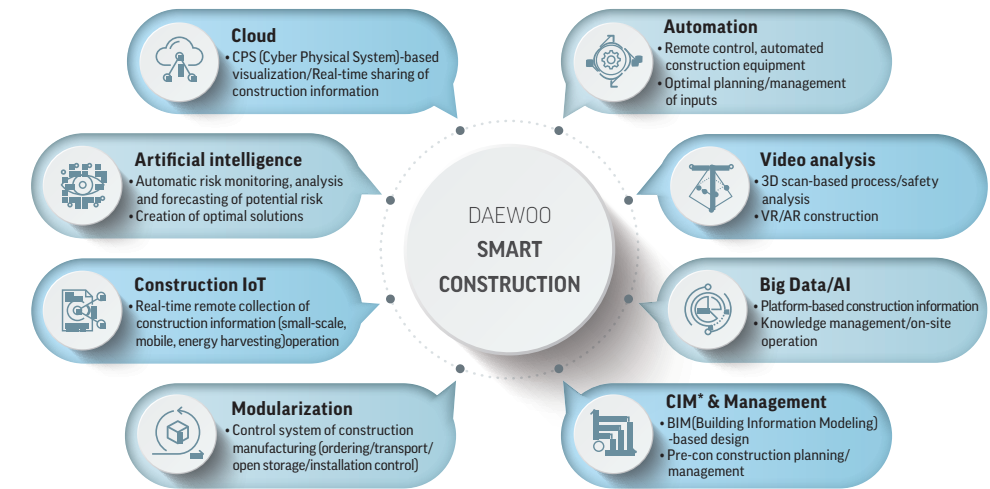 Cloud
• CPS (Cyber Physical System)-based
visualization/Real-time sharing of
construction information
Automation
• Remote control, automated
construction equipment
• Optimal planning/management
of inputs
Artificial intelligence
• Automatic risk monitoring, analysis
and forecasting of potential risk
• Creation of optimal solutions
Video analysis
• 3D scan-based process/safety
analysis
• VR/AR construction
DAEWOO
SMART
CONSTRUCTION
Construction IoT
• Real-time remote collection of
construction information (small-scale,
mobile, energy harvesting)operation
Big Data/AI
• Platform-based construction information
• Knowledge management/on-site
operation
Modularization
• Control system of construction
manufacturing (ordering/transport/
open storage/installation control)
CIM* & Management
• BIM(Building Information Modeling)
-based design
• Pre-con construction planning/
management